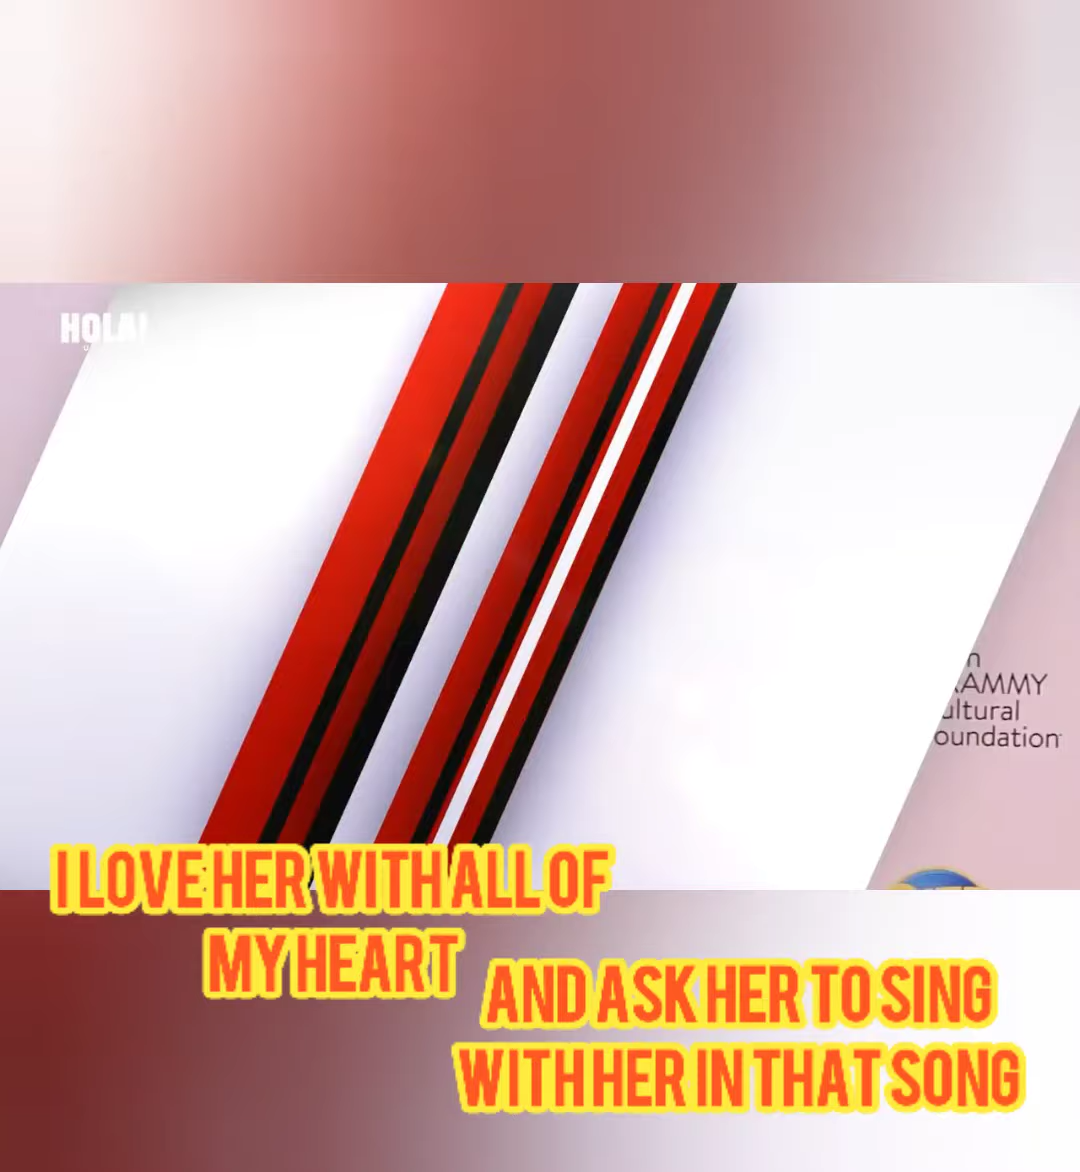 HOLA!
AMMY
ultural
oundation
I LOVE HER WITH ALL OF
MY HEART
AND ASK HER TO SING
WITH HER IN THAT SONG